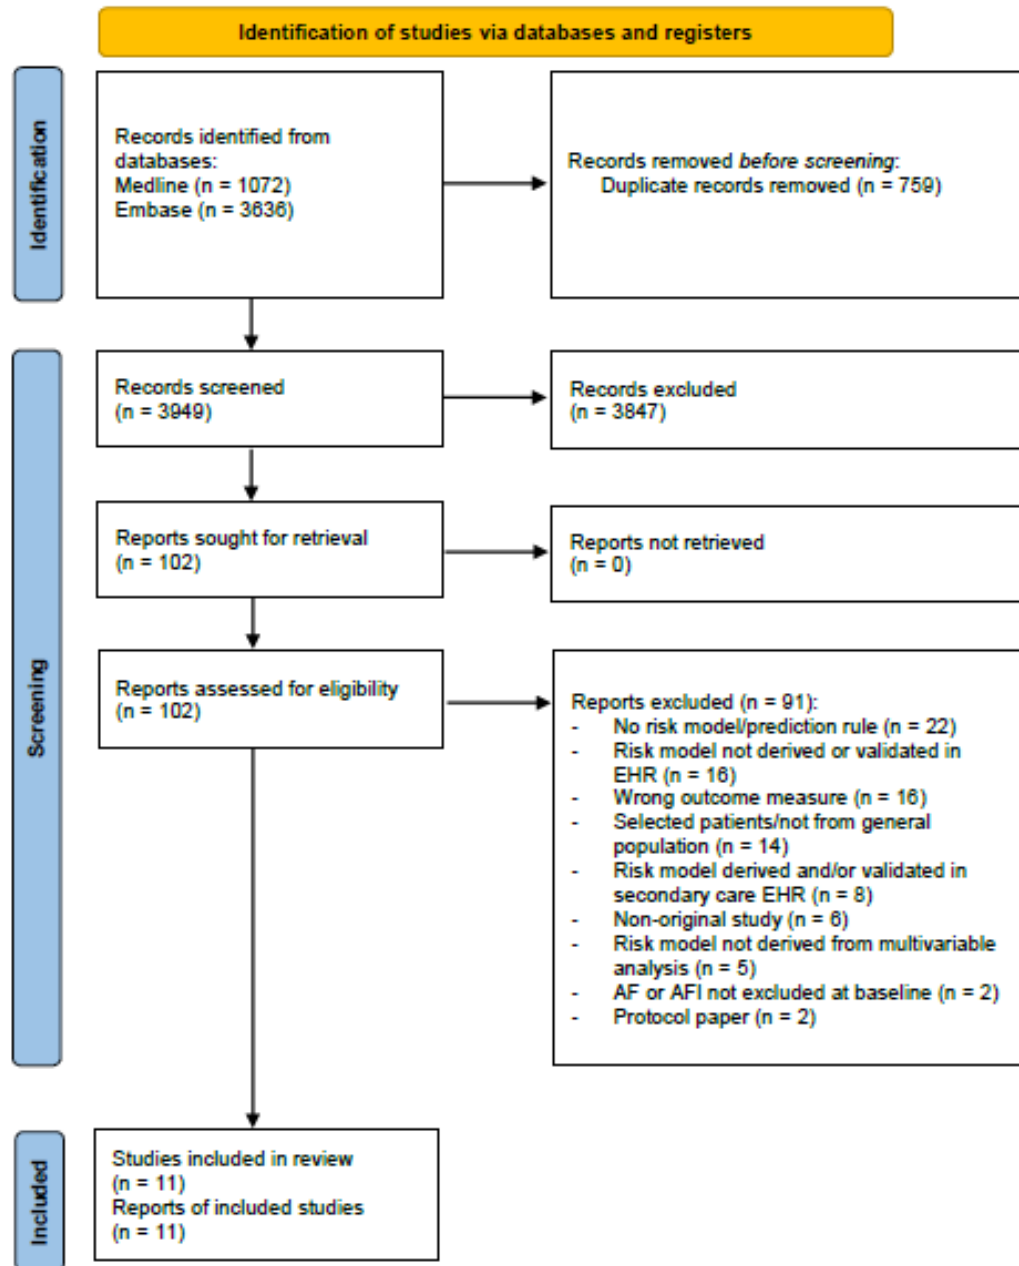 Identification of studies via databases and registers
Identification
Records identified from
databases:
Medline (n = 1072)
Embase (n = 3636)
Records removed before screening:
Duplicate records removed (n = 759)
Screening
Records screened
(n = 3949)
Records excluded
(n = 3847)
Reports sought for retrieval
(n = 102)
Reports not retrieved
(n = 0)
Reports assessed for eligibility
(n = 102)
Reports excluded (n = 91):
- No risk model/prediction rule (n = 22)
- Risk model not derived or validated in
EHR (n = 16)
- Wrong outcome measure (n = 16)
- Selected patients/not from general
population (n = 14)
- Risk model derived and/or validated in
secondary care EHR (n = 8)
- Non-original study (n = 6)
- Risk model not derived from multivariable
analysis (n = 5)
- AF or AFl not excluded at baseline (n = 2)
- Protocol paper (n = 2)
Included
Studies included in review
(n = 11)
Reports of included studies
(n = 11)